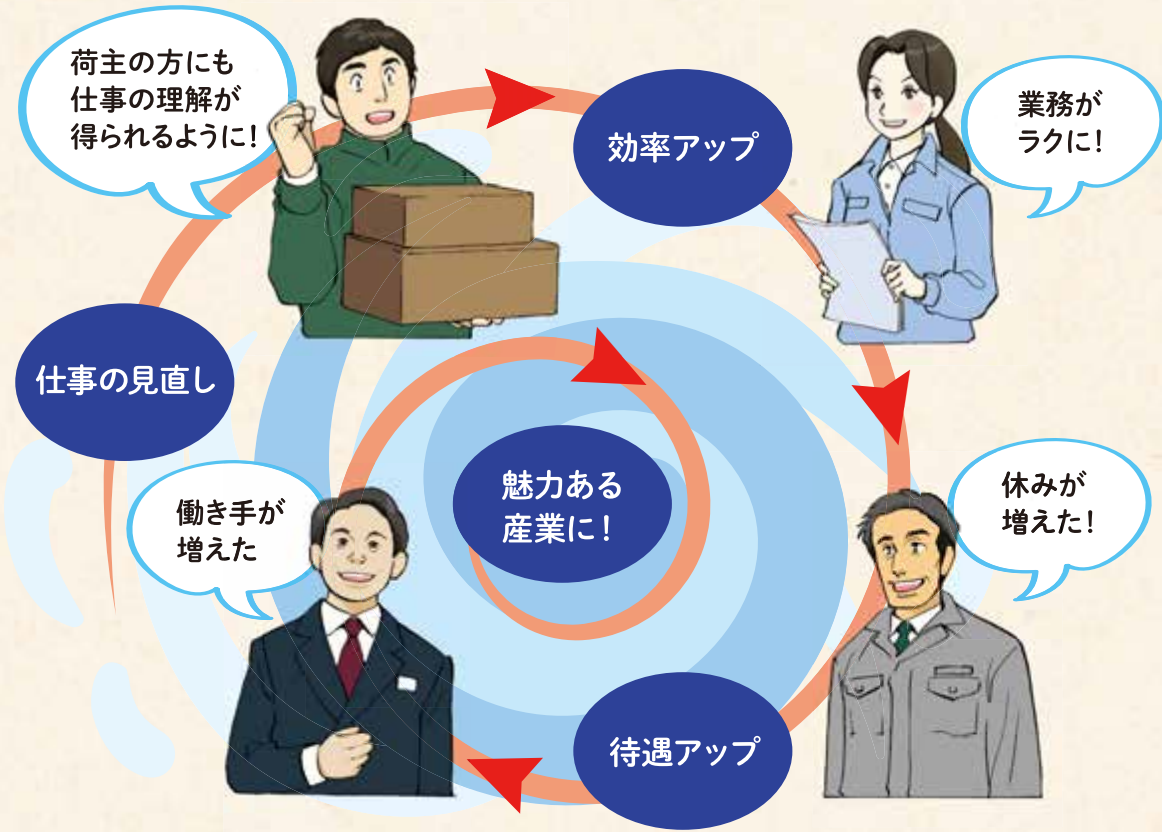 荷主の方にも
仕事の理解が
得られるように!
効率アップ
業務が
ラクに!
仕事の見直し
魅力ある
産業に!
働き手が
増えた
休みが
増えた!
待遇アップ